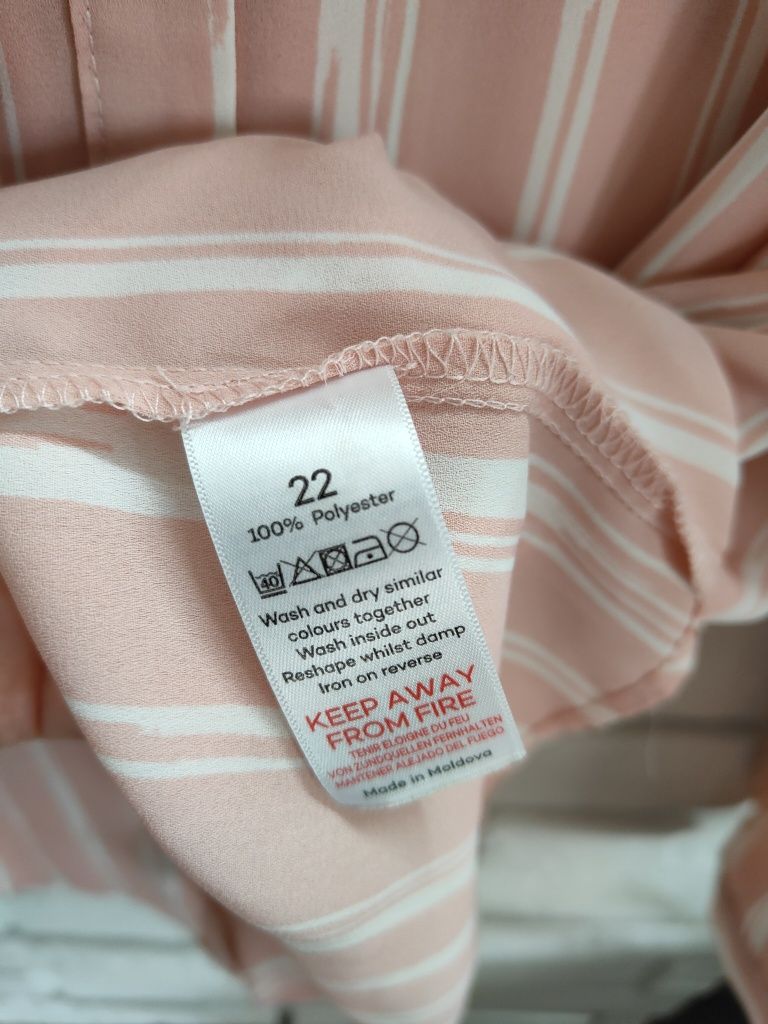 22
100% Polyester
40
Wash and dry similar
colours together
Wash inside out
Reshape whilst damp
Iron on reverse
KEEP AWAY
FROM FIRE
TENIR ELOIGNE DU FEU
VON ZUNDQUELLEN FERNHALTEN
MANTENER ALEJADO DEL FUEGO
Made in Moldova